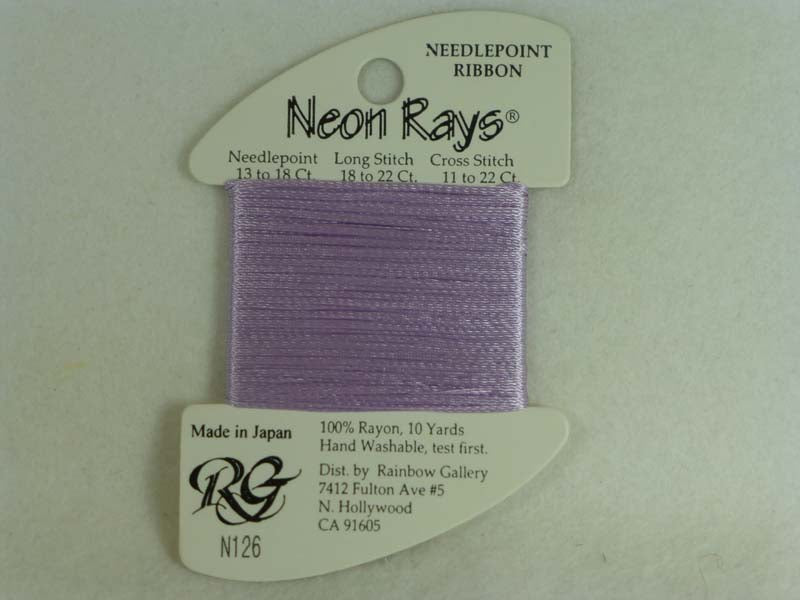 NEEDLEPOINT
RIBBON
Neon Rays®
Needlepoint Long Stitch Cross Stitch
13 to 18 Ct. 18 to 22 Ct. 11 to 22 Ct.
Made in Japan
100% Rayon, 10 Yards
Hand Washable, test first.
RG
Dist. by Rainbow Gallery
7412 Fulton Ave #5
N. Hollywood
CA 91605
N126